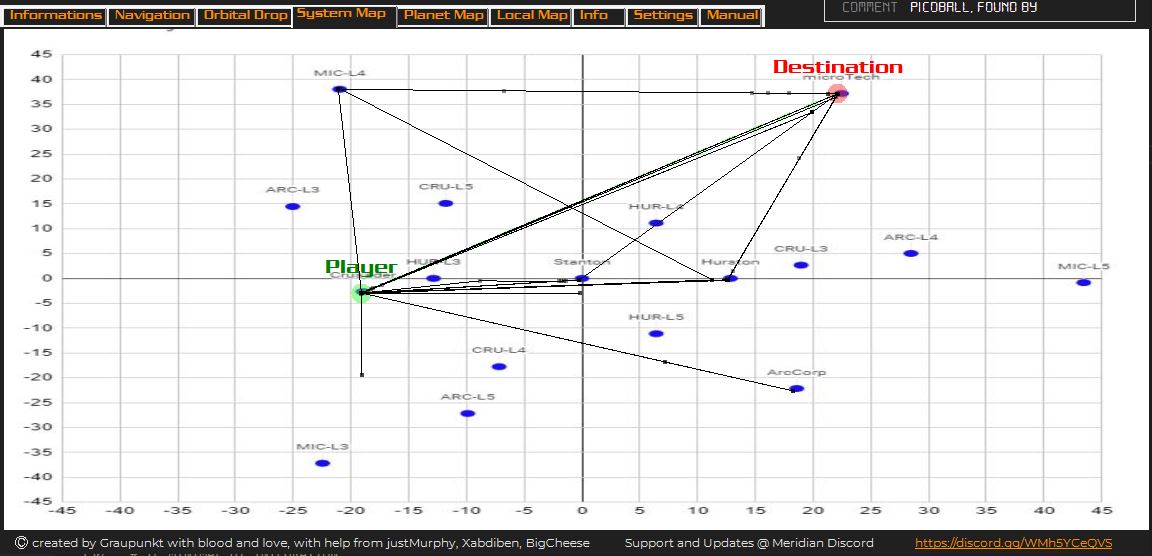 COMMENT PICOBALL, FOUND BY
Informations Navigation Orbital Drop System Map Planet Map Local Map Info Settings Manual
45
40
35
30
25
20
15
10
5
0
-5
-10
-15
-20
-25
-30
-35
-40
-45
MIC-L4
Destination
microTech
ARC-L3
CRU-L5
HUR-L4
ARC-L4
CRU-L3
Player
HUR-L3
Stanton
Hurston
MIC-L5
Crusader
HUR-L5
CRU-L4
ArcCorp
ARC-L5
MIC-L3
-45 -40 -35 -30 -25 -20 -15 -10 -5 0 5 10 15 20 25 30 35 40 45
© created by Graupunkt with blood and love, with help from justMurphy, Xabdiben, BigCheese Support and Updates @ Meridian Discord https://discord.gg/WMh5YCeQVS